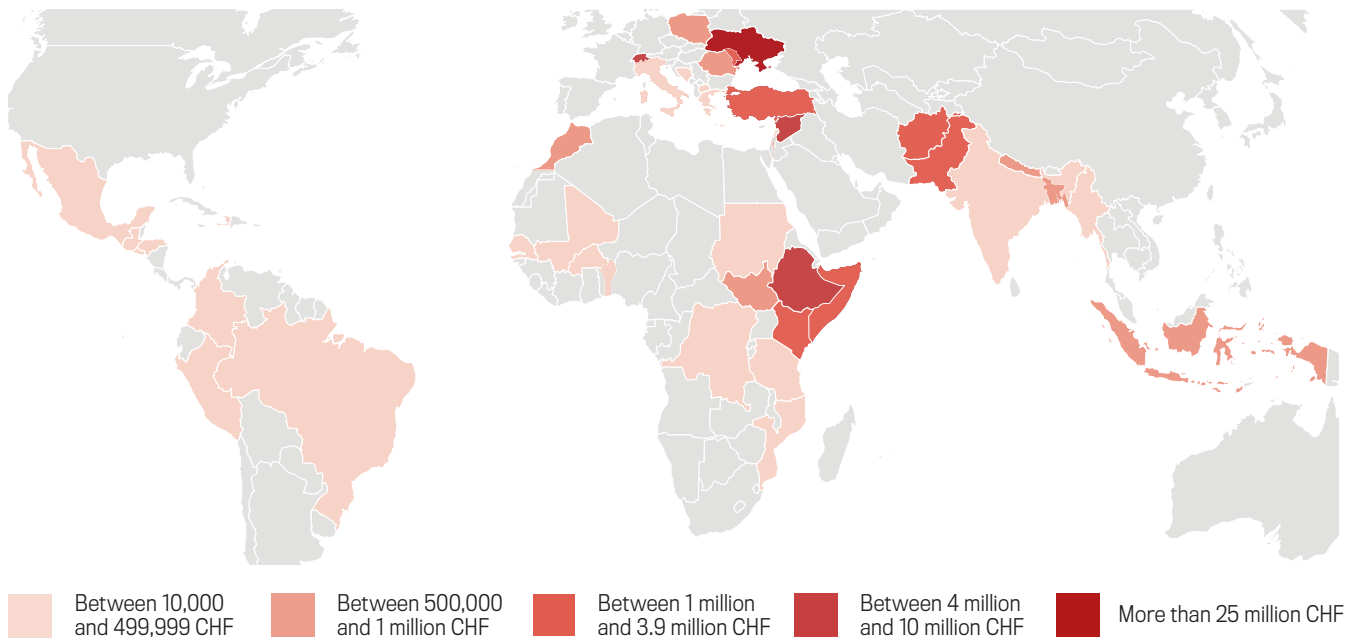 Between 10,000
and 499,999 CHF
Between 500,000
and 1 million CHF
Between 1 million
and 3.9 million CHF
Between 4 million
and 10 million CHF
More than 25 million CHF